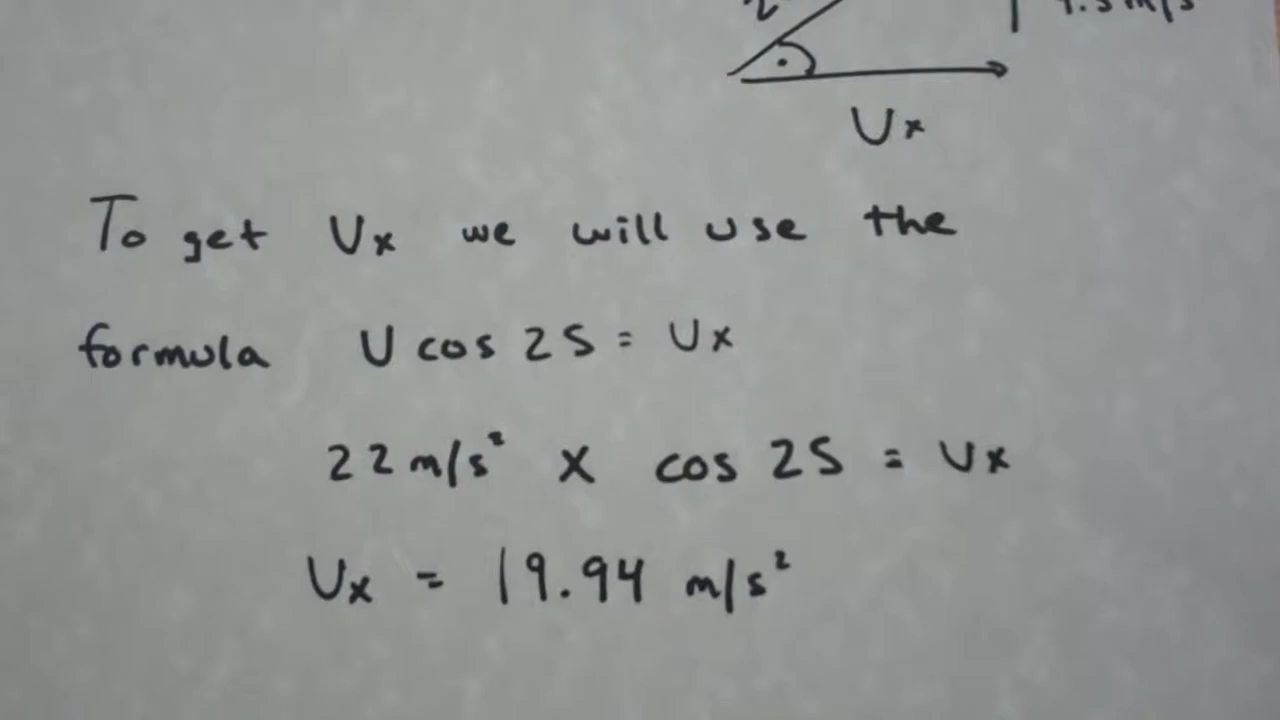 Ux
To get Ux we will use the
formula U cos 25 = Ux
22 m/s² x cos 25 = Ux
Ux = 19.94 m/s²